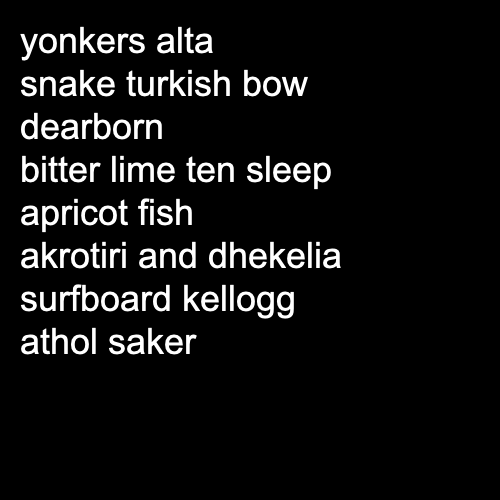 yonkers alta
snake turkish bow
dearborn
bitter lime ten sleep
apricot fish
akrotiri and dhekelia
surfboard kellogg
athol saker